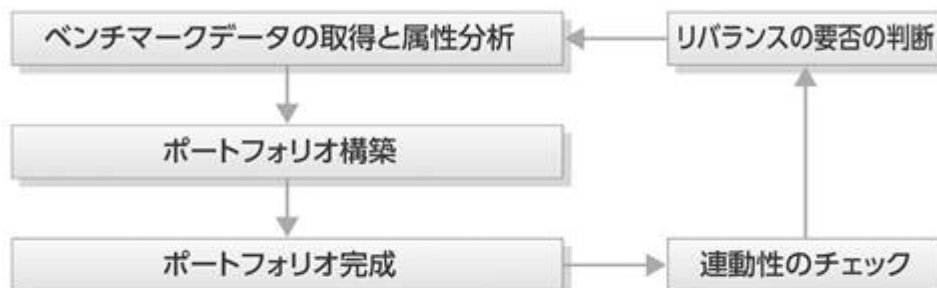 ベンチマークデータの取得と属性分析
リバランスの要否の判断
ポートフォリオ構築
ポートフォリオ完成
連動性のチェック